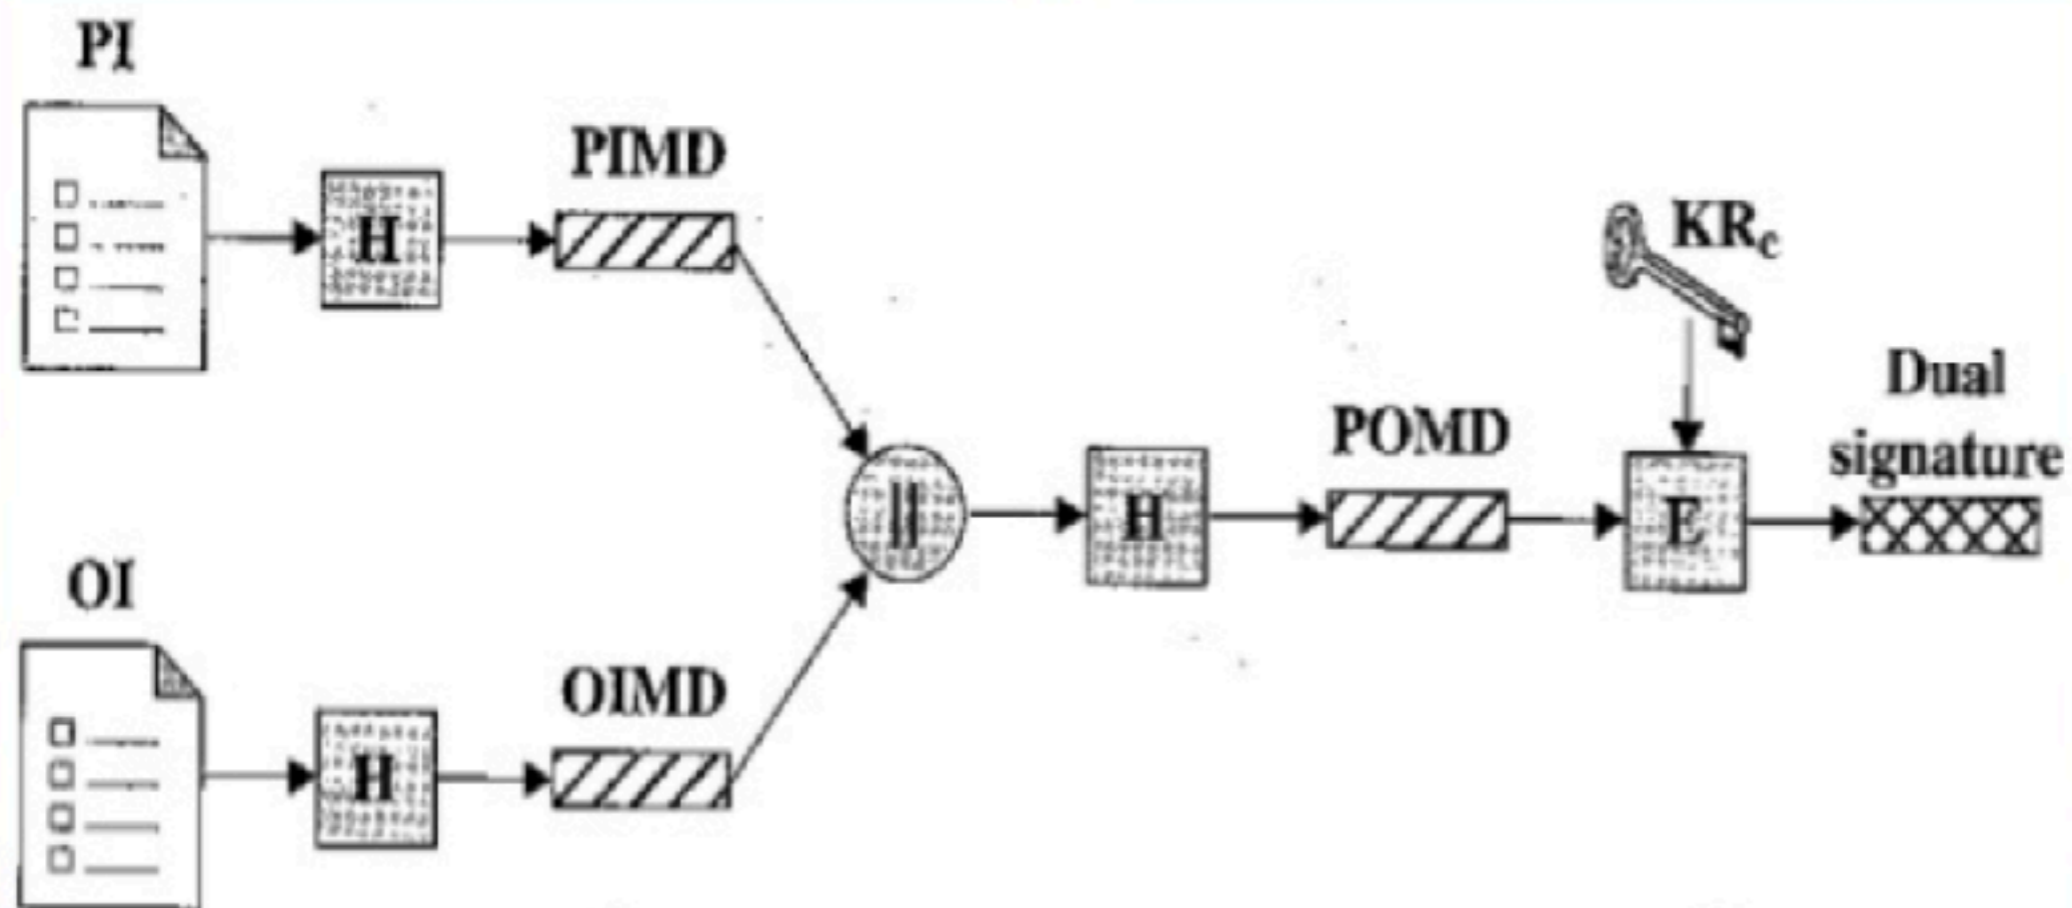 PI
H
PIMD
KRc
||
H
POMD
E
Dual
signature
OI
H
OIMD